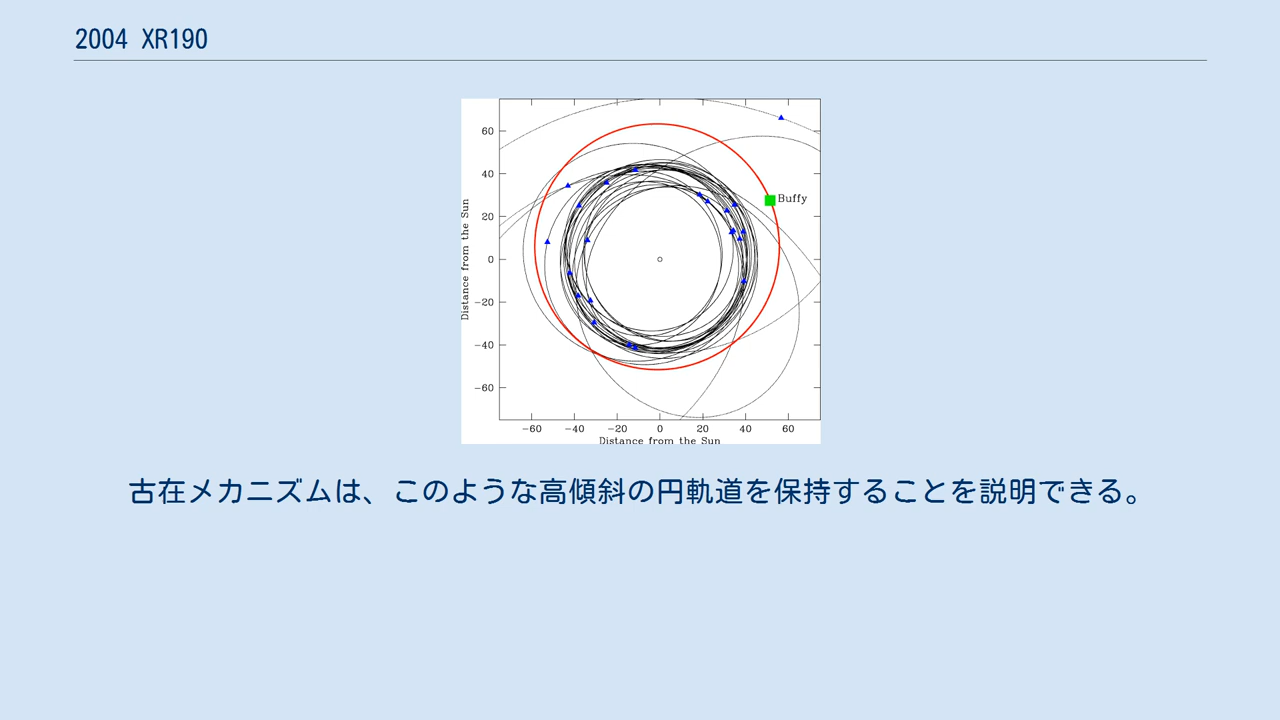 2004 XR190
60
40
20
0
−20
−40
−60
Distance from the Sun
Buffy
−60 −40 −20 0 20 40 60
Distance from the Sun
古在メカニズムは、このような高傾斜の円軌道を保持することを説明できる。